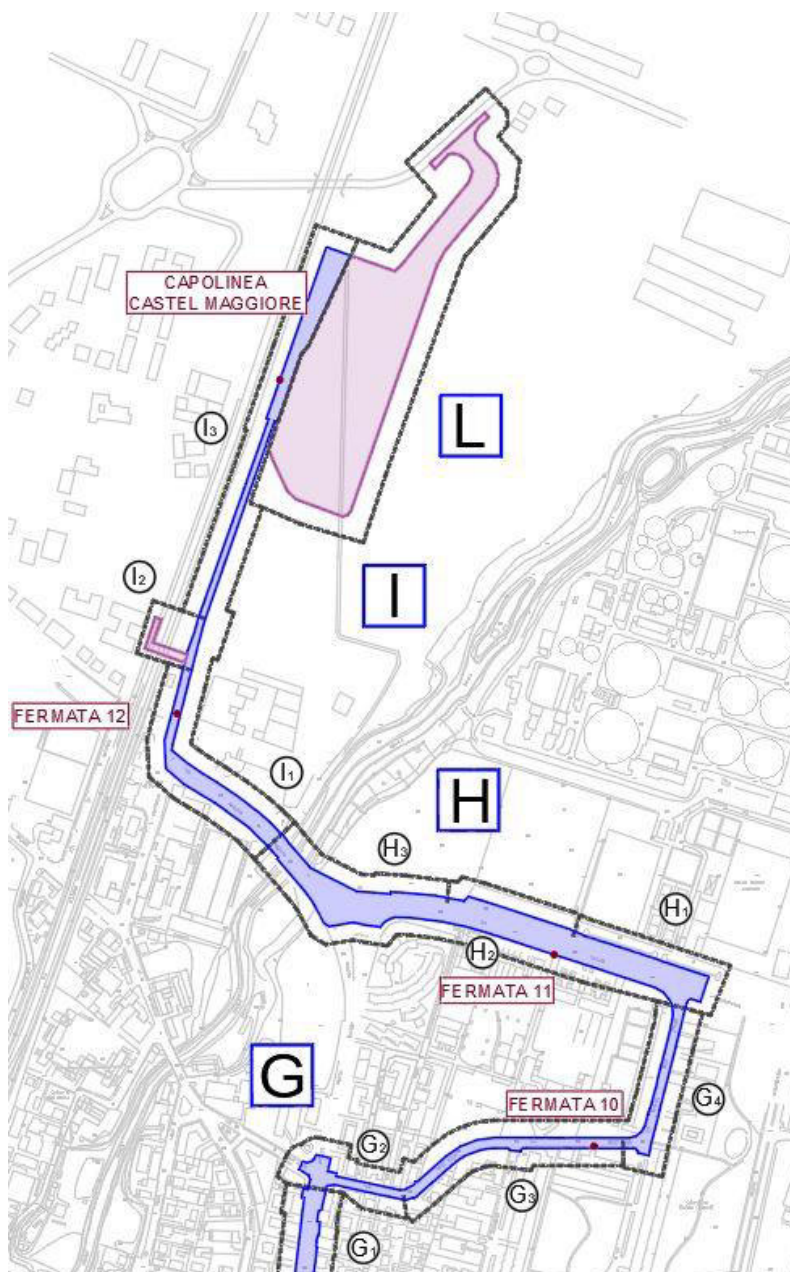 CAPOLINEA
CASTEL MAGGIORE
I3
L
I2
I
FERMATA 12
I1
H
H3
H1
H2
FERMATA 11
G
FERMATA 10
G4
G2
G3
G1